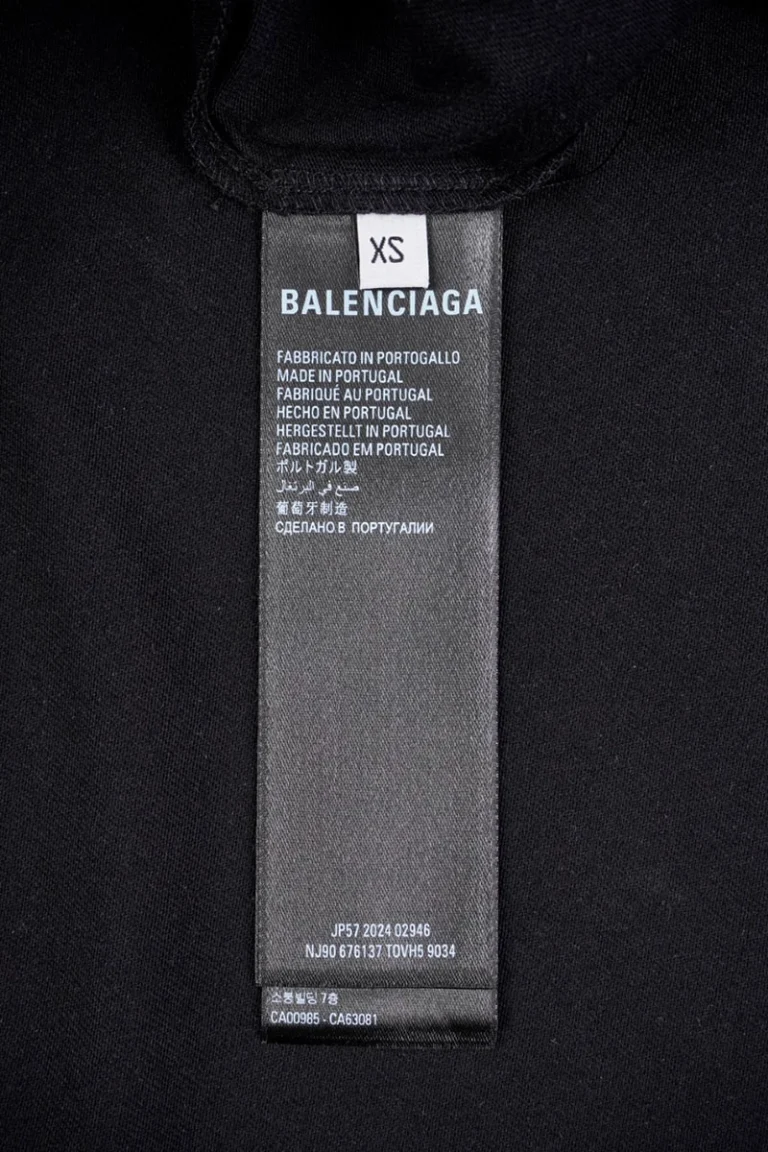 XS
BALENCIAGA
FABBRICATO IN PORTOGALLO
MADE IN PORTUGAL
FABRIQUÉ AU PORTUGAL
HECHO EN PORTUGAL
HERGESTELLT IN PORTUGAL
FABRICADO EM PORTUGAL
ポルトガル製
صنع في البرتغال
葡萄牙制造
СДЕЛАНО В ПОРТУГАЛИИ
JP57 2024 02946
NJ90 676137 TOVH5 9034
소통빌딩 7층
CA00985 - CA63081